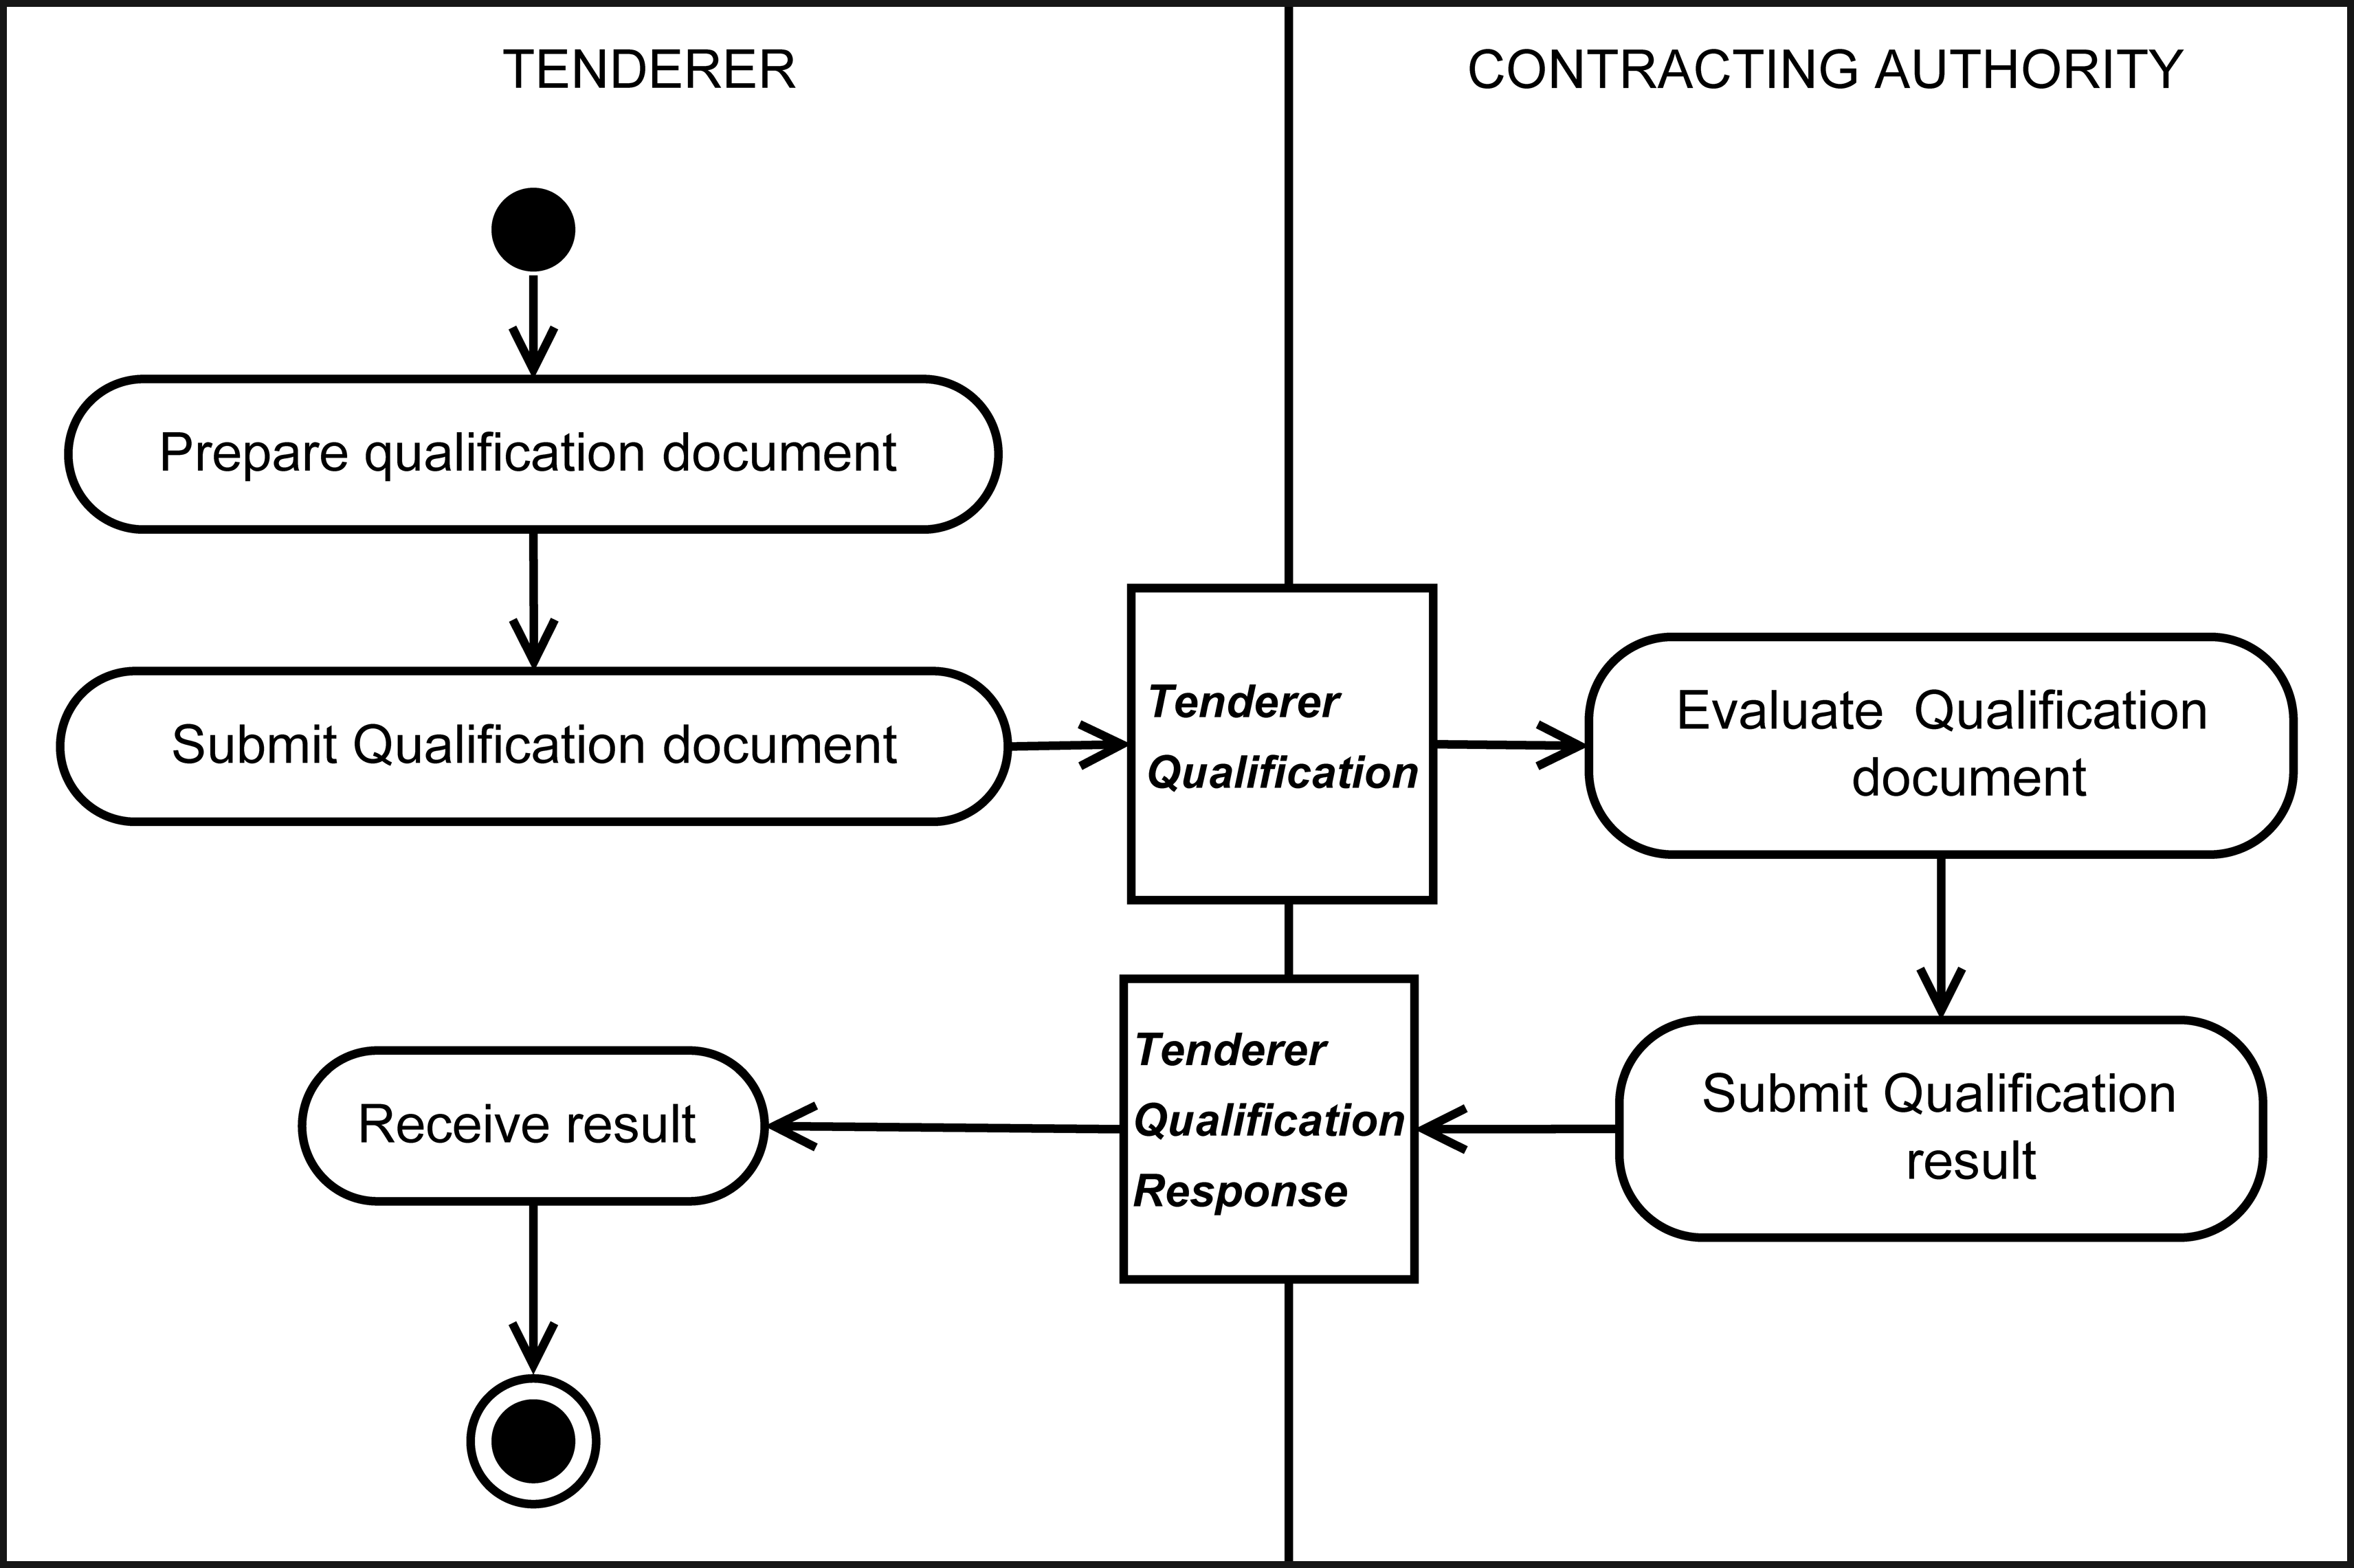 TENDERER
CONTRACTING AUTHORITY
Prepare qualification document
Submit Qualification document
Tenderer
Qualification
Evaluate  Qualification
document
Submit Qualification
result
Tenderer
Qualification
Response
Receive result